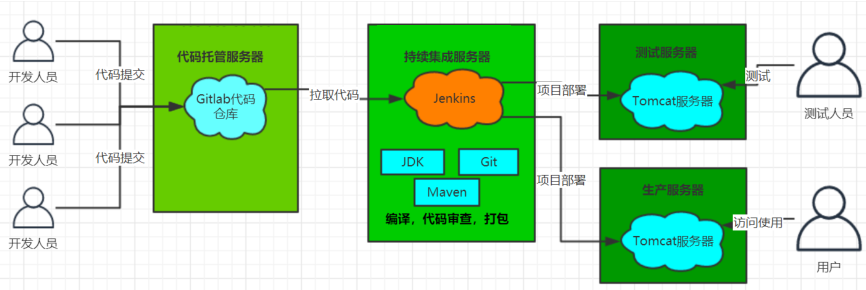 开发人员
开发人员
开发人员
代码提交
代码提交
代码托管服务器
Gitlab代码
仓库
拉取代码
持续集成服务器
Jenkins
JDK
Git
Maven
编译，代码审查，打包
项目部署
项目部署
测试服务器
Tomcat服务器
测试
测试人员
生产服务器
Tomcat服务器
访问使用
用户